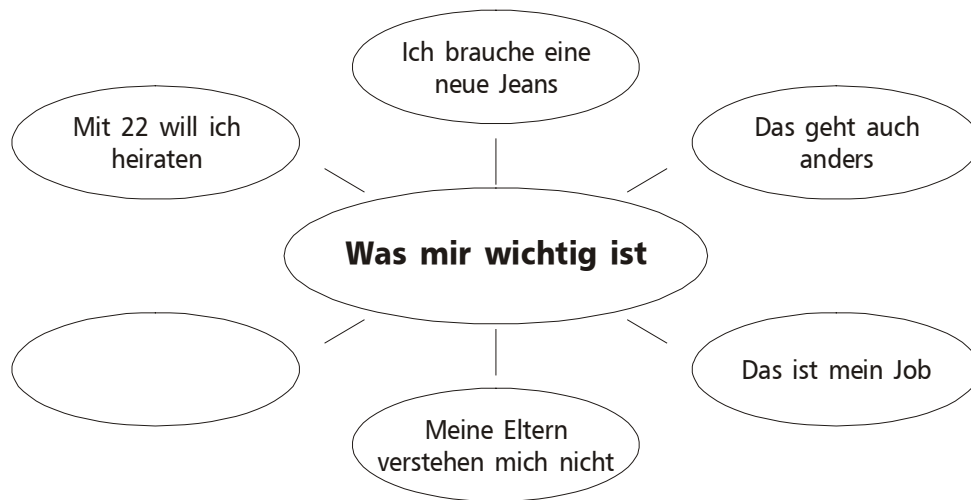 Ich brauche eine
neue Jeans
Mit 22 will ich
heiraten
Das geht auch
anders
Was mir wichtig ist
Das ist mein Job
Meine Eltern
verstehen mich nicht